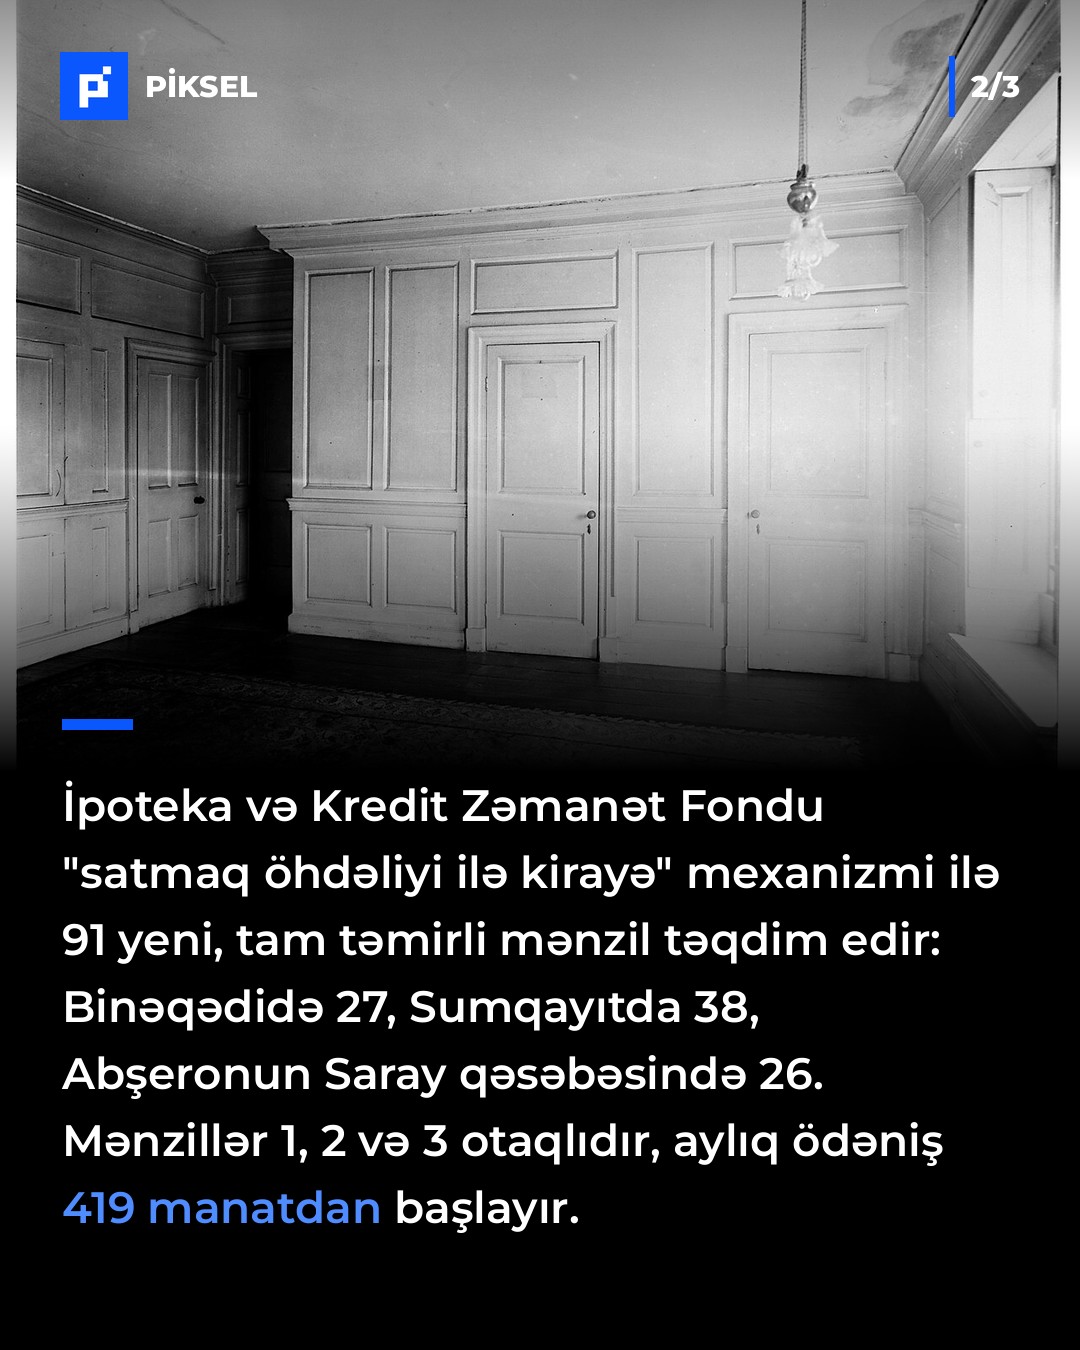 PİKSEL
2/3
İpoteka və Kredit Zəmanət Fondu
"satmaq öhdəliyi ilə kirayə" mexanizmi ilə
91 yeni, tam təmirli mənzil təqdim edir:
Binəqədidə 27, Sumqayıtda 38,
Abşeronun Saray qəsəbəsində 26.
Mənzillər 1, 2 və 3 otaqlıdır, aylıq ödəniş
419 manatdan başlayır.